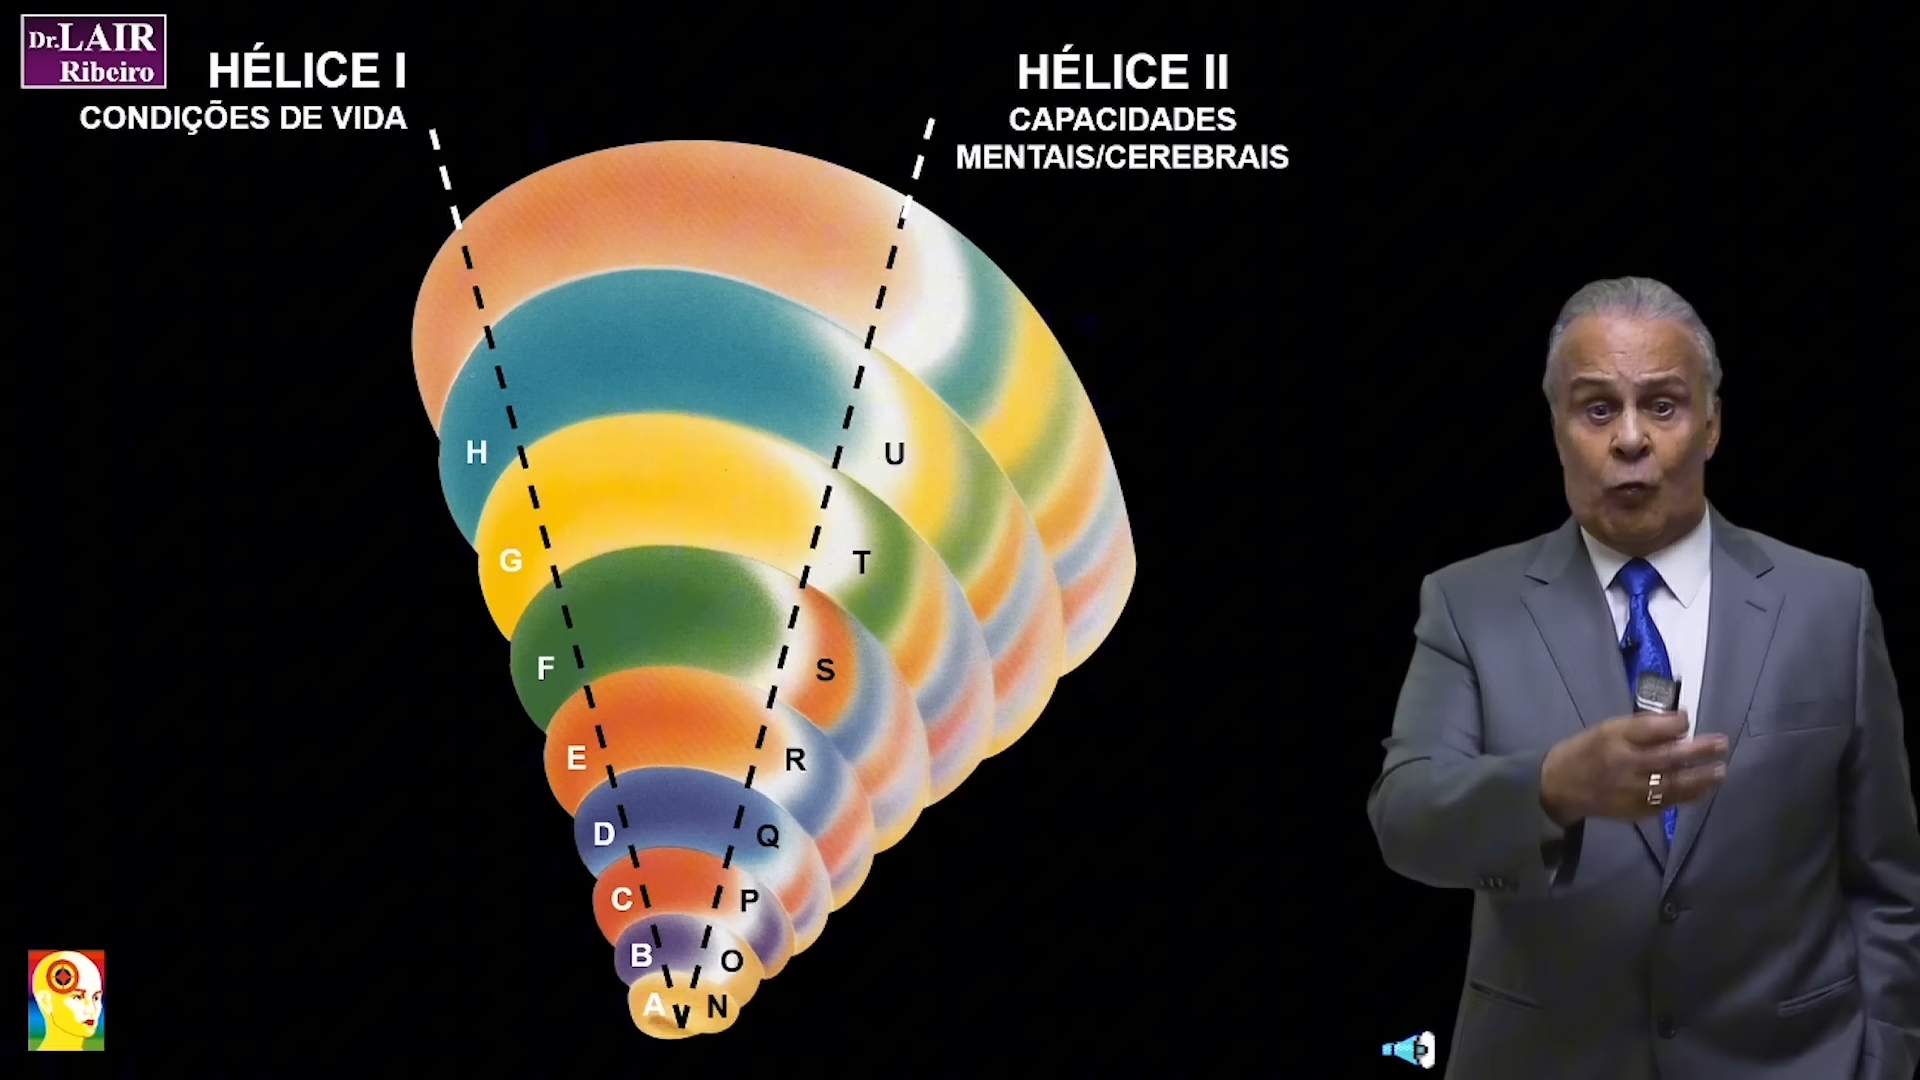 Dr. LAIR
Ribeiro
HÉLICE I
CONDIÇÕES DE VIDA
HÉLICE II
CAPACIDADES
MENTAIS/CEREBRAIS
H
U
G
T
F
S
E
R
D
Q
C
P
B
O
A
N